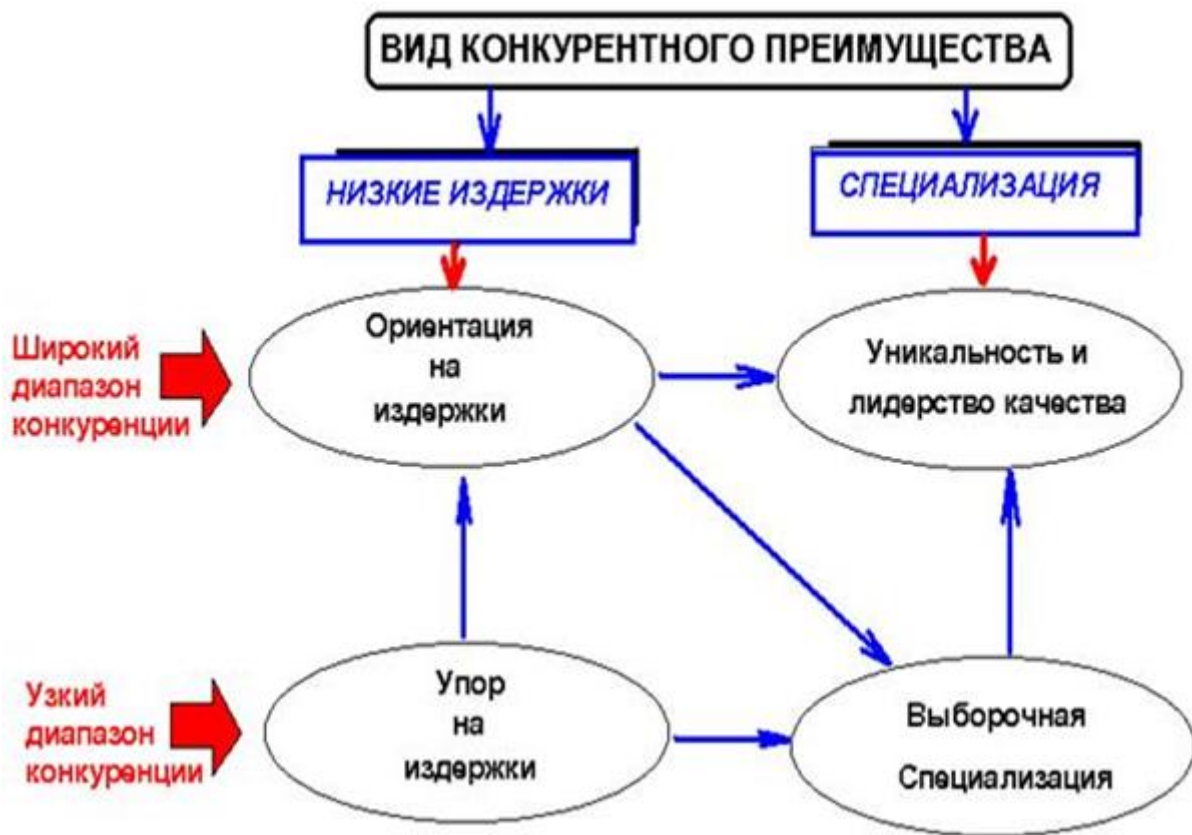 ВИД КОНКУРЕНТНОГО ПРЕИМУЩЕСТВА
НИЗКИЕ ИЗДЕРЖКИ
СПЕЦИАЛИЗАЦИЯ
Широкий
диапазон
конкуренции
Ориентация
на
издержки
Уникальность и
лидерство качества
Узкий
диапазон
конкуренции
Упор
на
издержки
Выборочная
Специализация